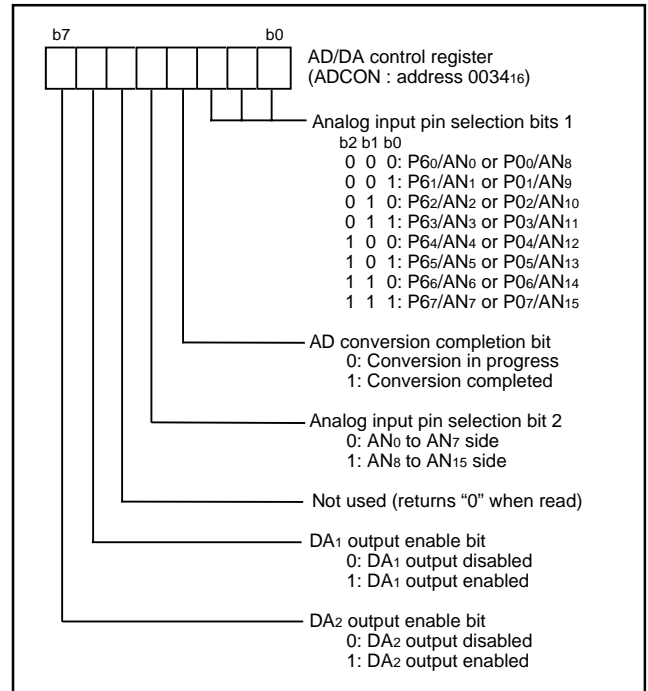 b7 b0
AD/DA control register
(ADCON : address 0034₁₆)
Analog input pin selection bits 1
b2 b1 b0
0 0 0: P6₀/AN₀ or P0₀/AN₈
0 0 1: P6₁/AN₁ or P0₁/AN₉
0 1 0: P6₂/AN₂ or P0₂/AN₁₀
0 1 1: P6₃/AN₃ or P0₃/AN₁₁
1 0 0: P6₄/AN₄ or P0₄/AN₁₂
1 0 1: P6₅/AN₅ or P0₅/AN₁₃
1 1 0: P6₆/AN₆ or P0₆/AN₁₄
1 1 1: P6₇/AN₇ or P0₇/AN₁₅
AD conversion completion bit
0: Conversion in progress
1: Conversion completed
Analog input pin selection bit 2
0: AN₀ to AN₇ side
1: AN₈ to AN₁₅ side
Not used (returns “0” when read)
DA₁ output enable bit
0: DA₁ output disabled
1: DA₁ output enabled
DA₂ output enable bit
0: DA₂ output disabled
1: DA₂ output enabled